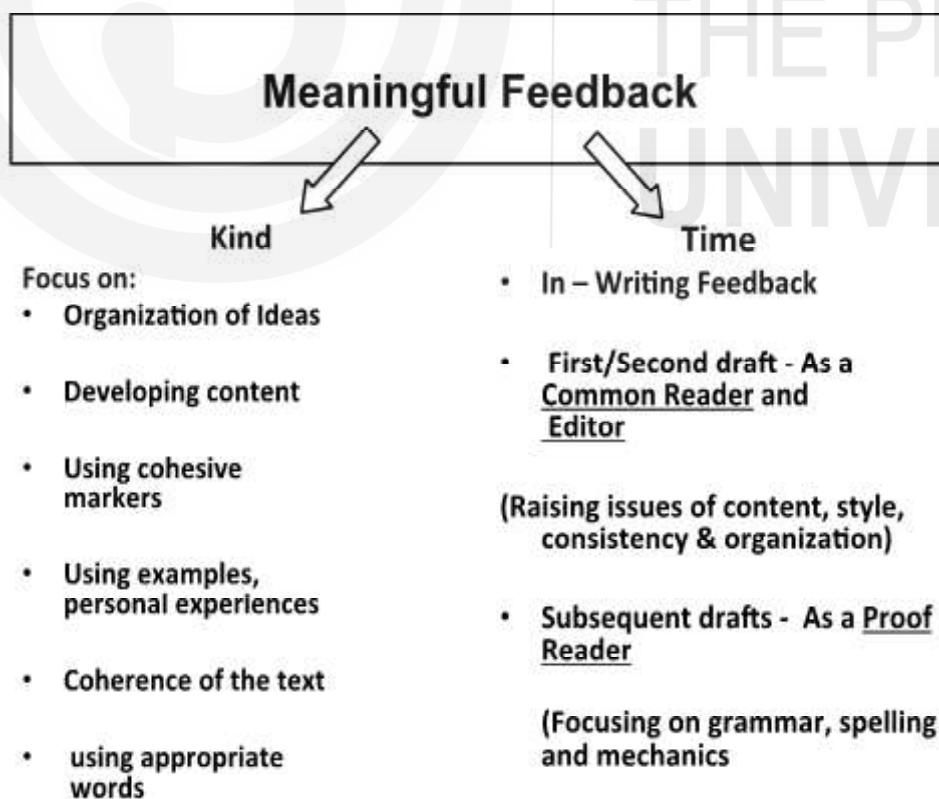 THE P
UNIVE
Meaningful Feedback
Kind
Focus on:
• Organization of Ideas
• Developing content
• Using cohesive
markers
• Using examples,
personal experiences
• Coherence of the text
• using appropriate
words
Time
• In – Writing Feedback
• First/Second draft - As a
Common Reader and
Editor
(Raising issues of content, style,
consistency & organization)
• Subsequent drafts - As a Proof
Reader
(Focusing on grammar, spelling
and mechanics